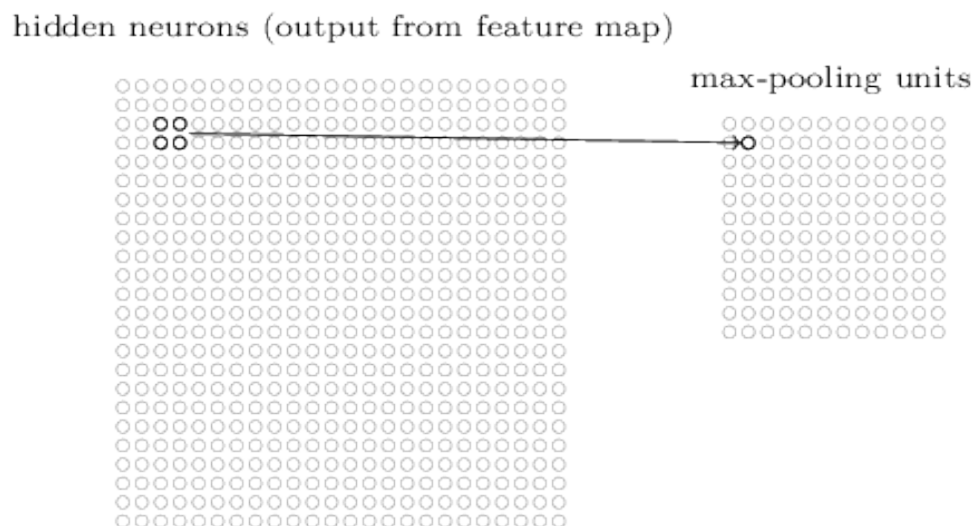 hidden neurons (output from feature map)
max-pooling units